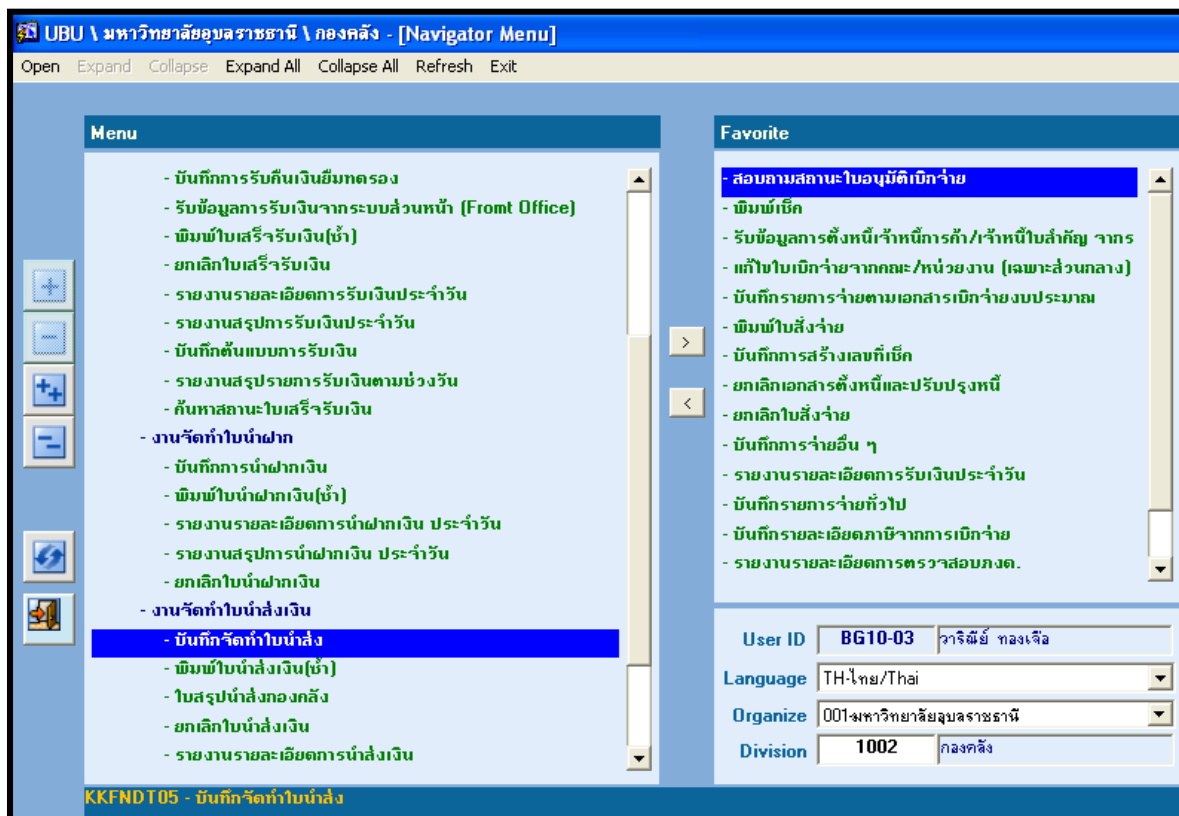 UBU \ มหาวิทยาลัยอุบลราชธานี \ กองคลัง - [Navigator Menu]
Open Expand Collapse Expand All Collapse All Refresh Exit
Menu
- บันทึกการรับคืนเงินยืมทดรอง
- รับข้อมูลการรับเงินจากระบบส่วนหน้า (Fromt Office)
- พิมพ์ใบเสร็จรับเงิน(ซ้ำ)
- ยกเลิกใบเสร็จรับเงิน
- รายงานรายละเอียดการรับเงินประจำวัน
- รายงานสรุปการรับเงินประจำวัน
- บันทึกต้นแบบการรับเงิน
- รายงานสรุปรายการรับเงินตามช่วงวัน
- ค้นหาสถานะใบเสร็จรับเงิน
- งานจัดทำใบนำฝาก
- บันทึกการนำฝากเงิน
- พิมพ์ใบนำฝากเงิน(ซ้ำ)
- รายงานรายละเอียดการนำฝากเงิน ประจำวัน
- รายงานสรุปการนำฝากเงิน ประจำวัน
- ยกเลิกใบนำฝากเงิน
- งานจัดทำใบนำส่งเงิน
- บันทึกจัดทำใบนำส่ง
- พิมพ์ใบนำส่งเงิน(ซ้ำ)
- ใบสรุปนำส่งกองคลัง
- ยกเลิกใบนำส่งเงิน
- รายงานรายละเอียดการนำส่งเงิน
>
<
Favorite
- สอบถามสถานะใบอนุมัติเบิกจ่าย
- พิมพ์เช็ค
- รับข้อมูลการตั้งหนี้เจ้าหนี้การค้า/เจ้าหนี้ใบสำคัญ จากร
- แก้ไขใบเบิกจ่ายจากคณะ/หน่วยงาน (เฉพาะส่วนกลาง)
- บันทึกรายการจ่ายตามเอกสารเบิกจ่ายงบประมาณ
- พิมพ์ใบสั่งจ่าย
- บันทึกการสร้างเลขที่เช็ค
- ยกเลิกเอกสารตั้งหนี้และปรับปรุงหนี้
- ยกเลิกใบสั่งจ่าย
- บันทึกการจ่ายอื่น ๆ
- รายงานรายละเอียดการรับเงินประจำวัน
- บันทึกรายการจ่ายทั่วไป
- บันทึกรายละเอียดภาษีจากการเบิกจ่าย
- รายงานรายละเอียดการตรวจสอบภงด.
User ID BG10-03 วาริณีย์ ทองเจือ
Language TH-ไทย/Thai
Organize 001-มหาวิทยาลัยอุบลราชธานี
Division 1002 กองคลัง
KKFNDT05 - บันทึกจัดทำใบนำส่ง